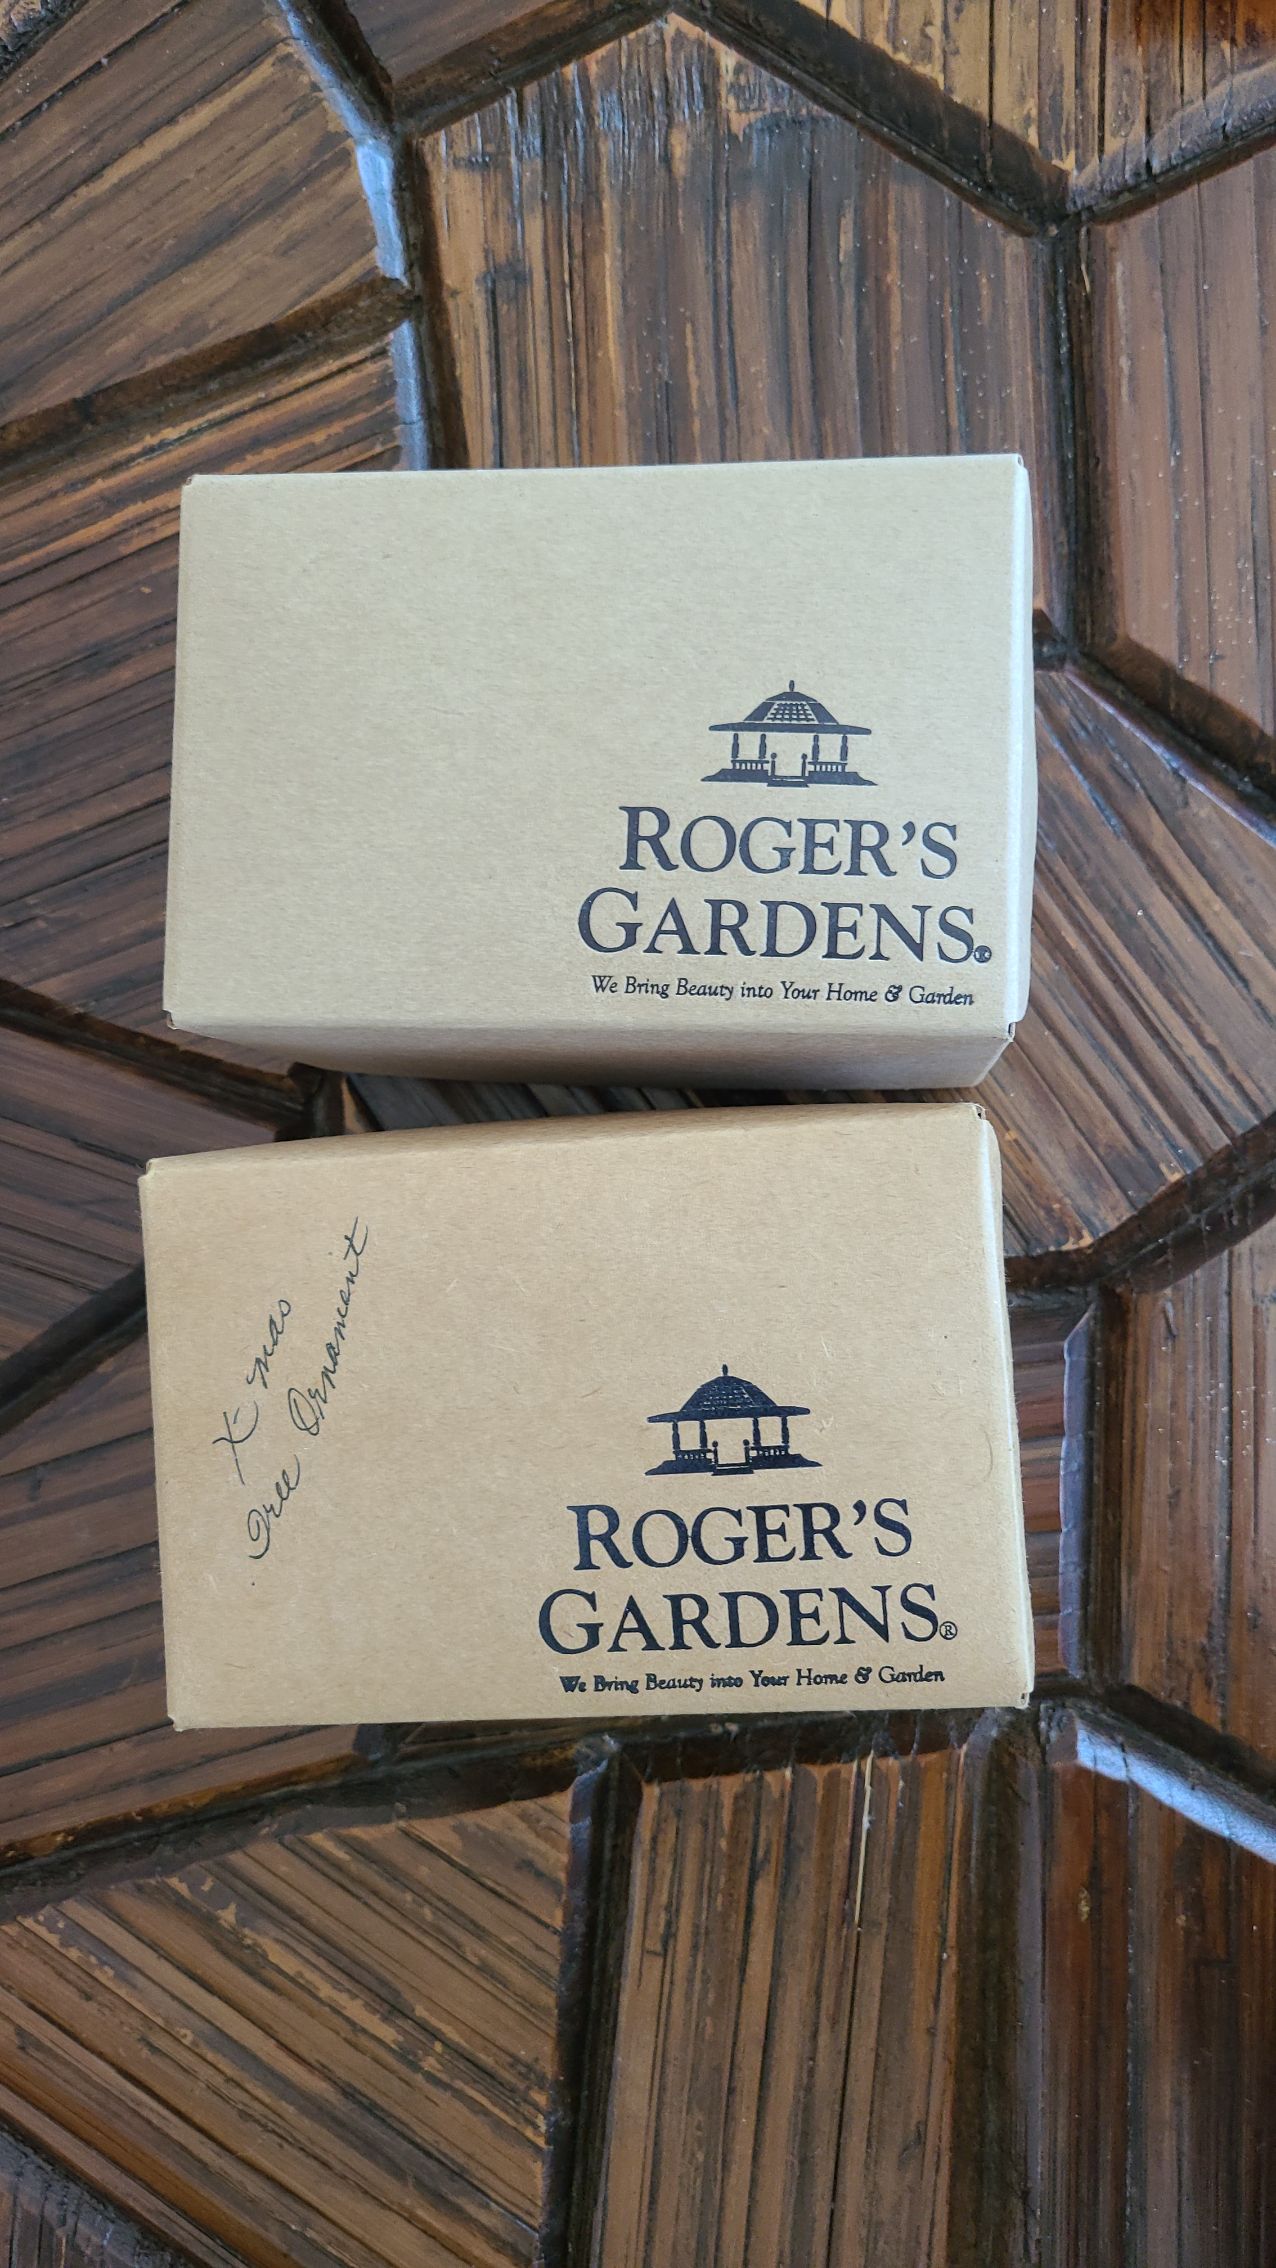 ROGER'S
GARDENS®
We Bring Beauty into Your Home & Garden
X-mas
Tree Ornament
ROGER'S
GARDENS®
We Bring Beauty into Your Home & Garden